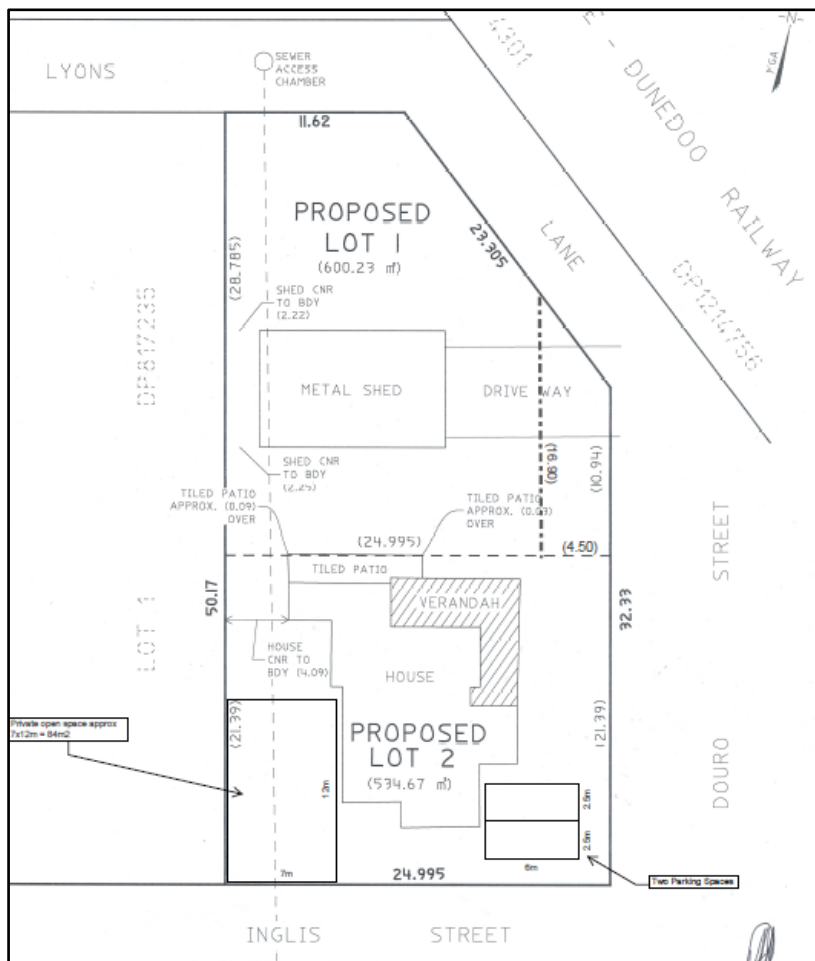 LYONS
SEWER
ACCESS
CHAMBER
4301
E - DUNEDOO RAILWAY
-N-
YGA
11.62
PROPOSED
LOT 1
(600.23 ㎡)
23.305
LANE
DP1214756
(28.785)
SHED CNR
TO BDY
(2.22)
DP817235
METAL SHED
DRIVE WAY
(16.90)
(10.94)
SHED CNR
TO BDY
(2.25)
TILED PATIO
APPROX. (0.09)
OVER
TILED PATIO
APPROX. (0.03)
OVER
(24.995)
(4.50)
STREET
TILED PATIO
VERANDAH
50.17
32.33
LOT 1
HOUSE
CNR TO
BDY (4.09)
HOUSE
Private open space approx
7x12m = 84m2
(21.39)
PROPOSED
LOT 2
(534.67 ㎡)
(21.39)
DOURO
12m
2.5m
2.5m
7m
6m
24.995
Two Parking Spaces
INGLIS STREET